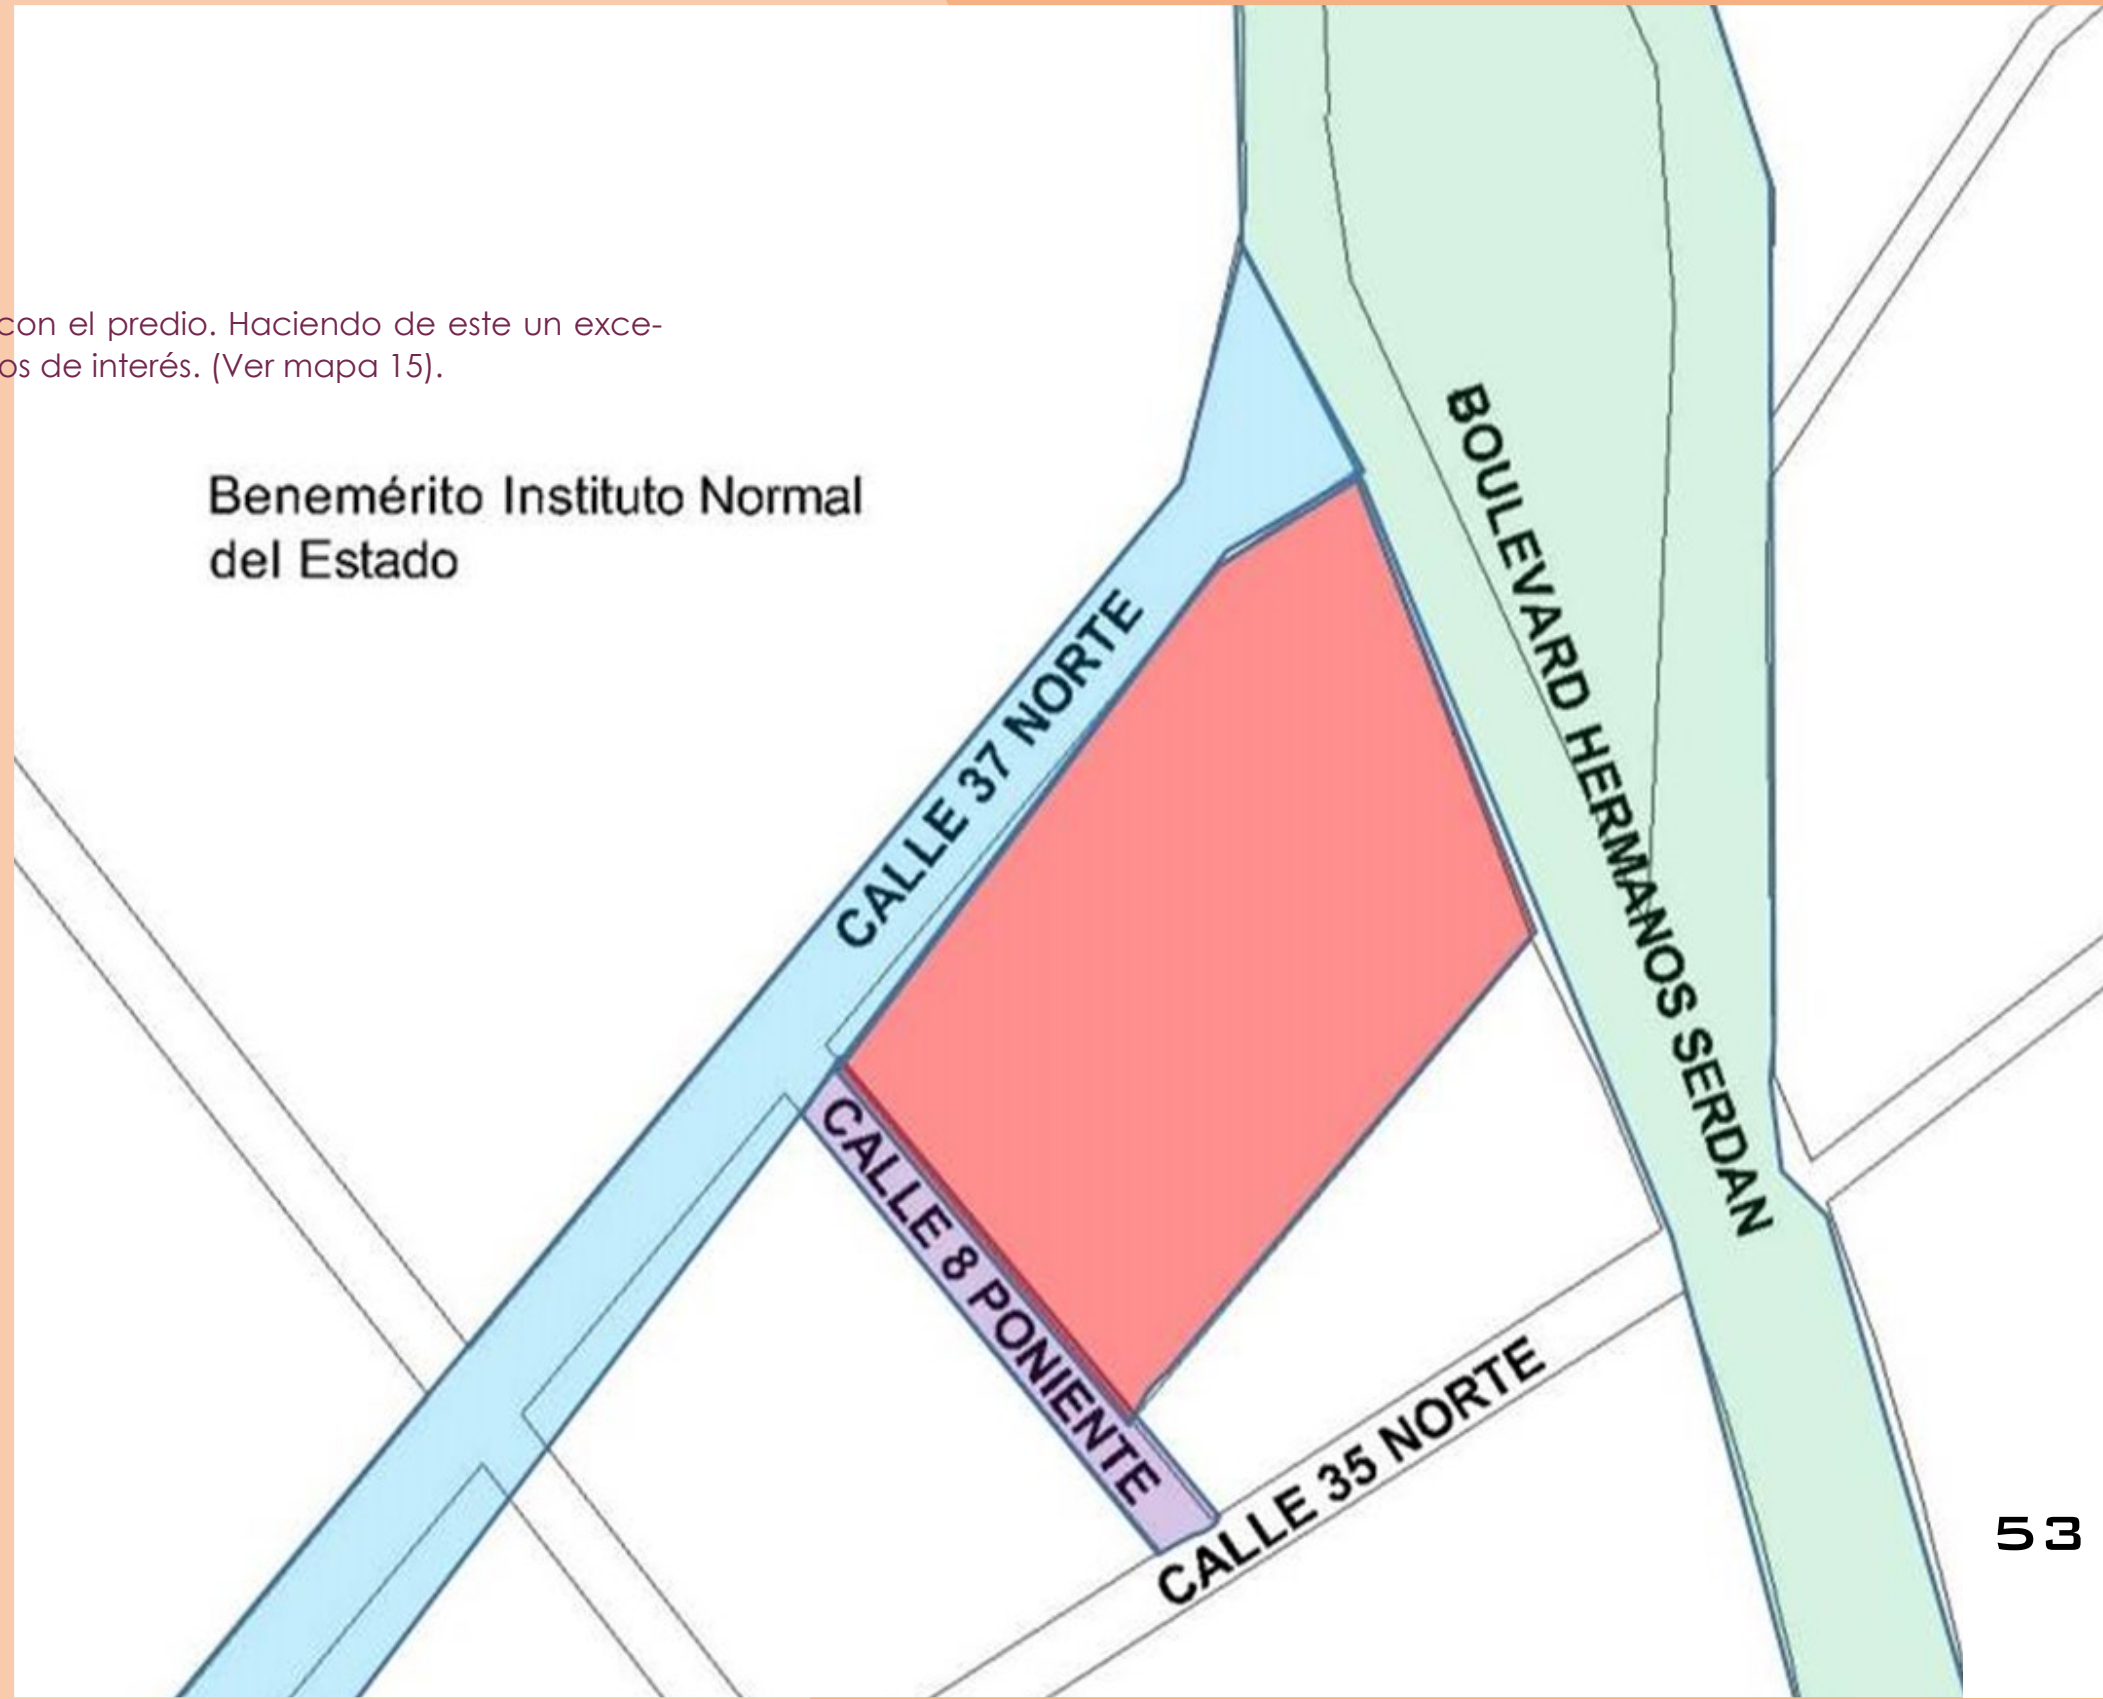 con el predio. Haciendo de este un exce-
os de interés. (Ver mapa 15).
Benemérito Instituto Normal
del Estado
BOULEVARD HERMANOS SERDAN
CALLE 37 NORTE
CALLE 8 PONIENTE
CALLE 35 NORTE
53